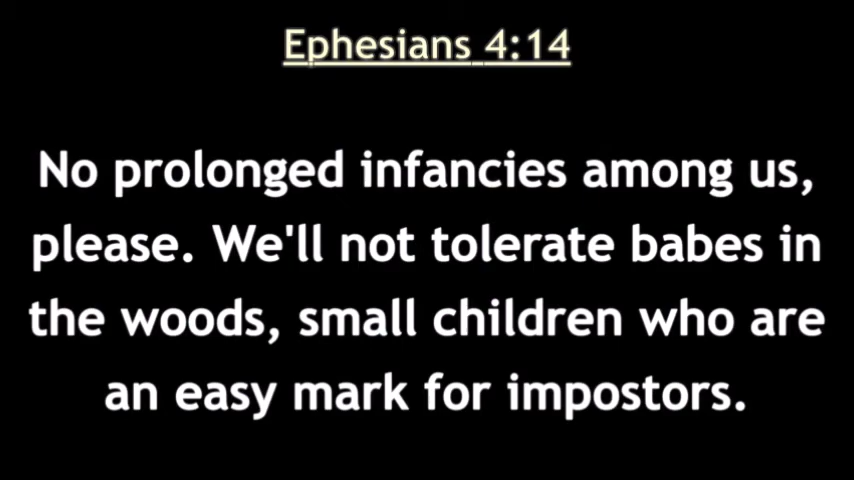 Ephesians 4:14
No prolonged infancies among us,
please. We'll not tolerate babes in
the woods, small children who are
an easy mark for impostors.